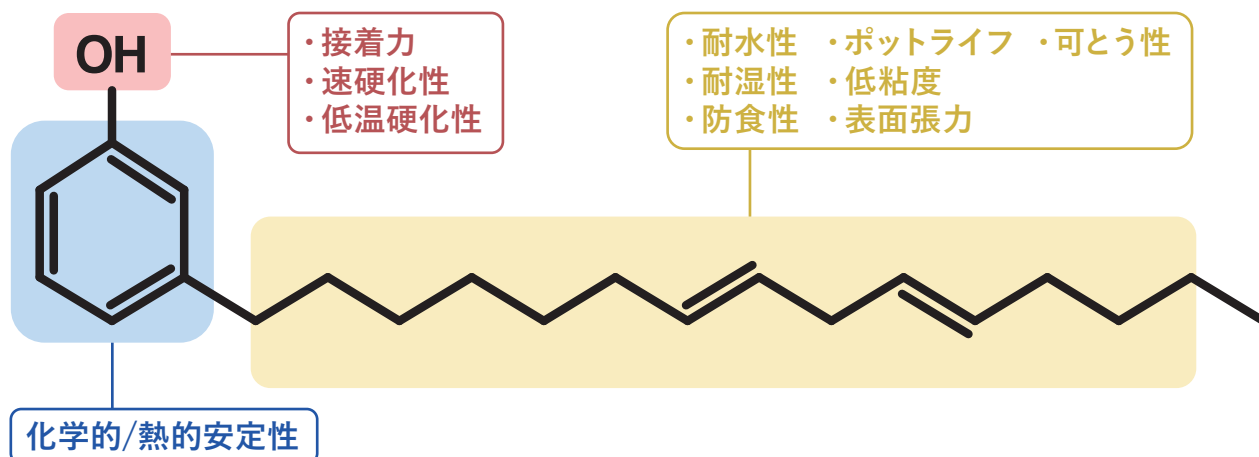 OH
・接着力
・速硬化性
・低温硬化性
・耐水性 ・ポットライフ ・可とう性
・耐湿性 ・低粘度
・防食性 ・表面張力
化学的/熱的安定性